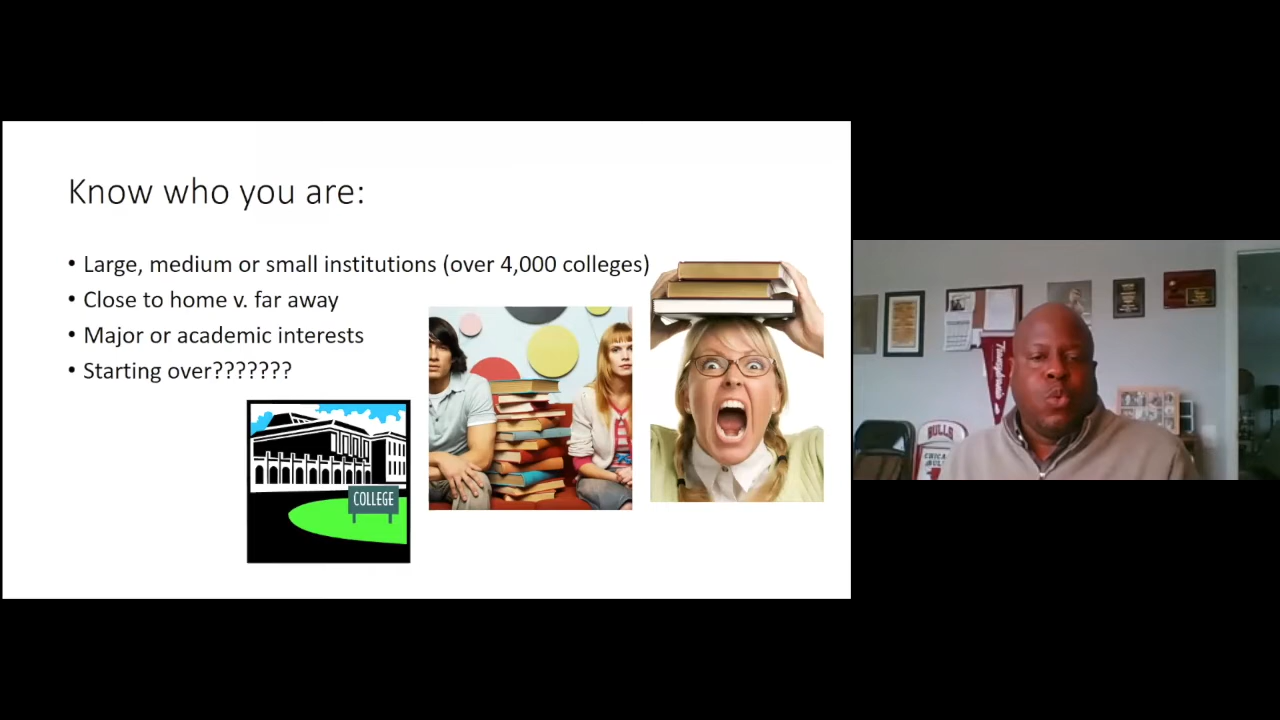 Know who you are:
• Large, medium or small institutions (over 4,000 colleges)
• Close to home v. far away
• Major or academic interests
• Starting over???????
COLLEGE
Pennsylvania
BULLS